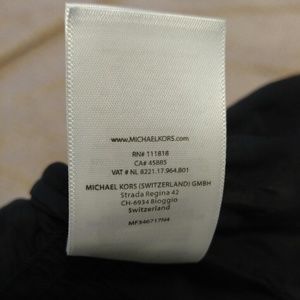 www.MICHAELKORS.com
RN# 111818
CA# 45885
VAT # NL 8221.17.964.B01
MICHAEL KORS (SWITZERLAND) GMBH
Strada Regina 42
CH-6934 Bioggio
Switzerland
MF346717N4